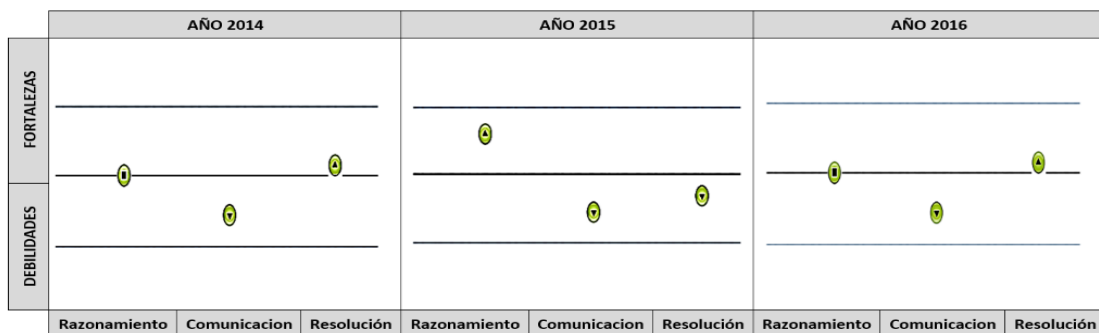 AÑO 2014 AÑO 2015 AÑO 2016
FORTALEZAS
DEBILIDADES
Razonamiento Comunicacion Resolución Razonamiento Comunicacion Resolución Razonamiento Comunicacion Resolución